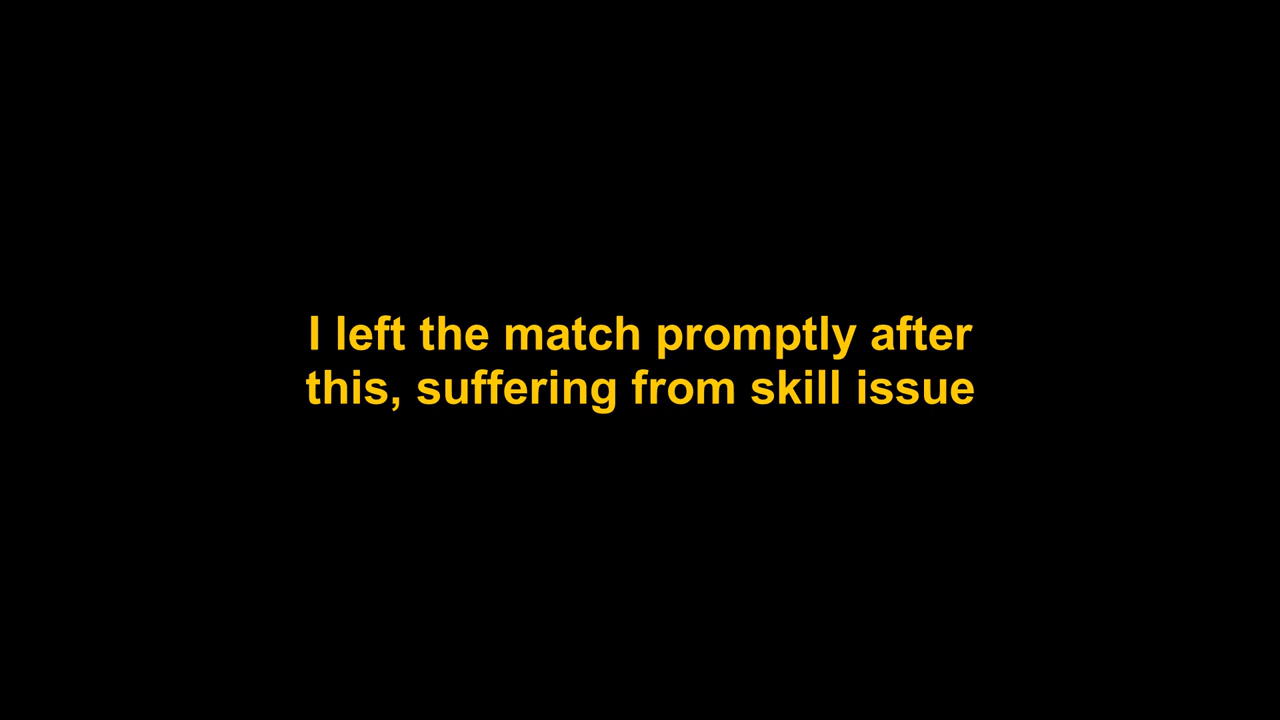 I left the match promptly after
this, suffering from skill issue